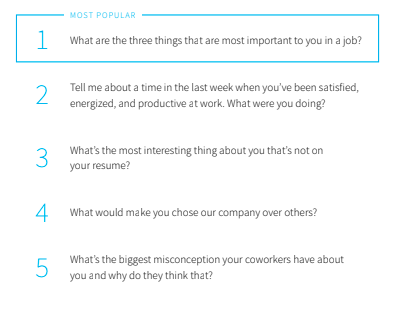 MOST POPULAR
1 What are the three things that are most important to you in a job?
2 Tell me about a time in the last week when you've been satisfied,
energized, and productive at work. What were you doing?
3 What's the most interesting thing about you that's not on
your resume?
4 What would make you chose our company over others?
5 What's the biggest misconception your coworkers have about
you and why do they think that?